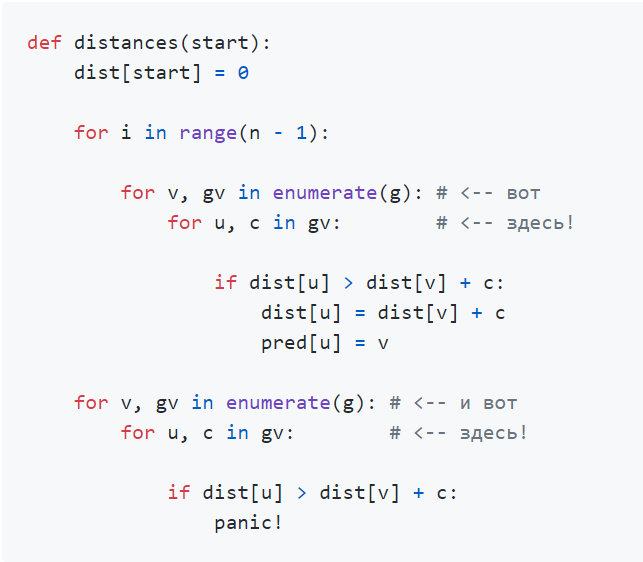 def distances(start):
    dist[start] = 0
    for i in range(n - 1):
        for v, gv in enumerate(g): # <-- вот
            for u, c in gv:        # <-- здесь!
                if dist[u] > dist[v] + c:
                    dist[u] = dist[v] + c
                    pred[u] = v
    for v, gv in enumerate(g): # <-- и вот
        for u, c in gv:        # <-- здесь!
            if dist[u] > dist[v] + c:
                panic!